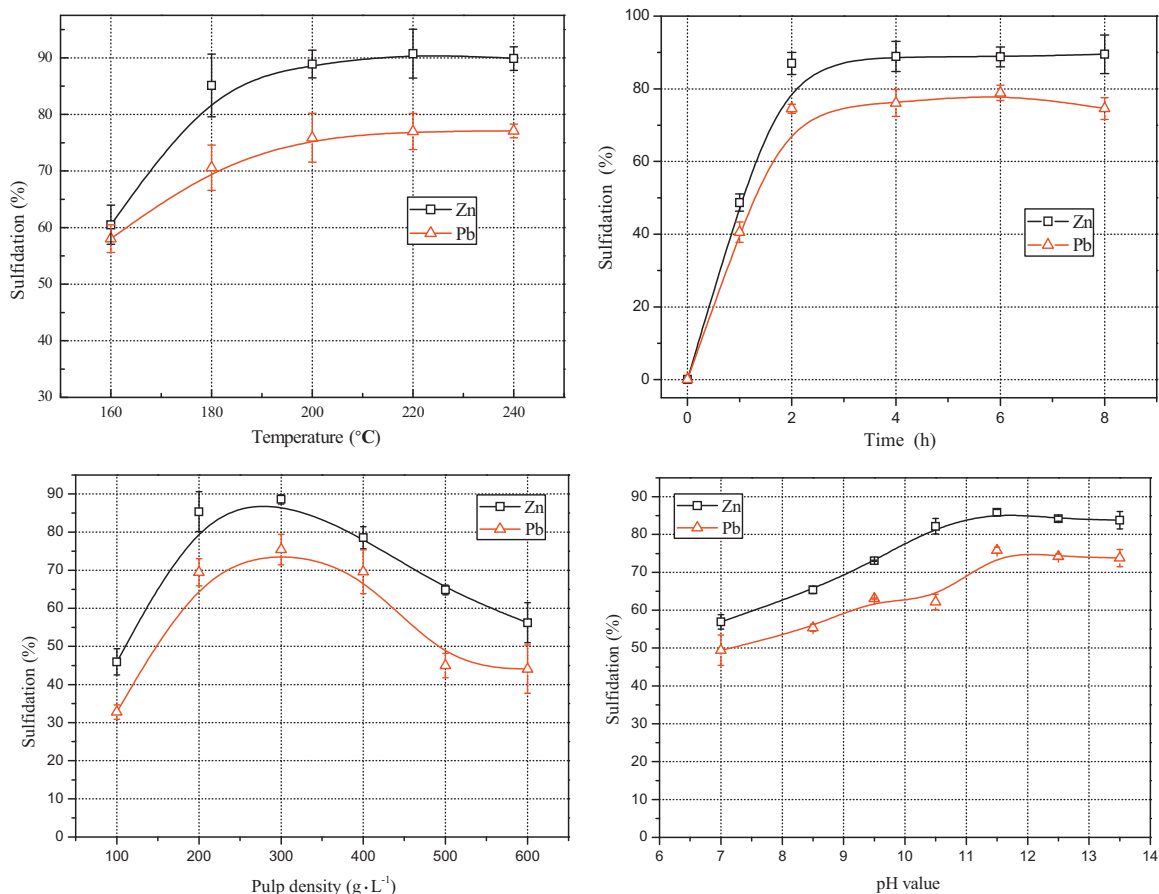 90
80
70
60
50
40
30
Sulfidation (%)
Zn
Pb
160 180 200 220 240
Temperature (°C)
100
80
60
40
20
0
Sulfidation (%)
Zn
Pb
0 2 4 6 8
Time (h)
90
80
70
60
50
40
30
20
10
0
Sulfidation (%)
Zn
Pb
100 200 300 400 500 600
Pulp density (g·L⁻¹)
90
80
70
60
50
40
30
20
10
0
Sulfidation (%)
Zn
Pb
6 7 8 9 10 11 12 13 14
pH value